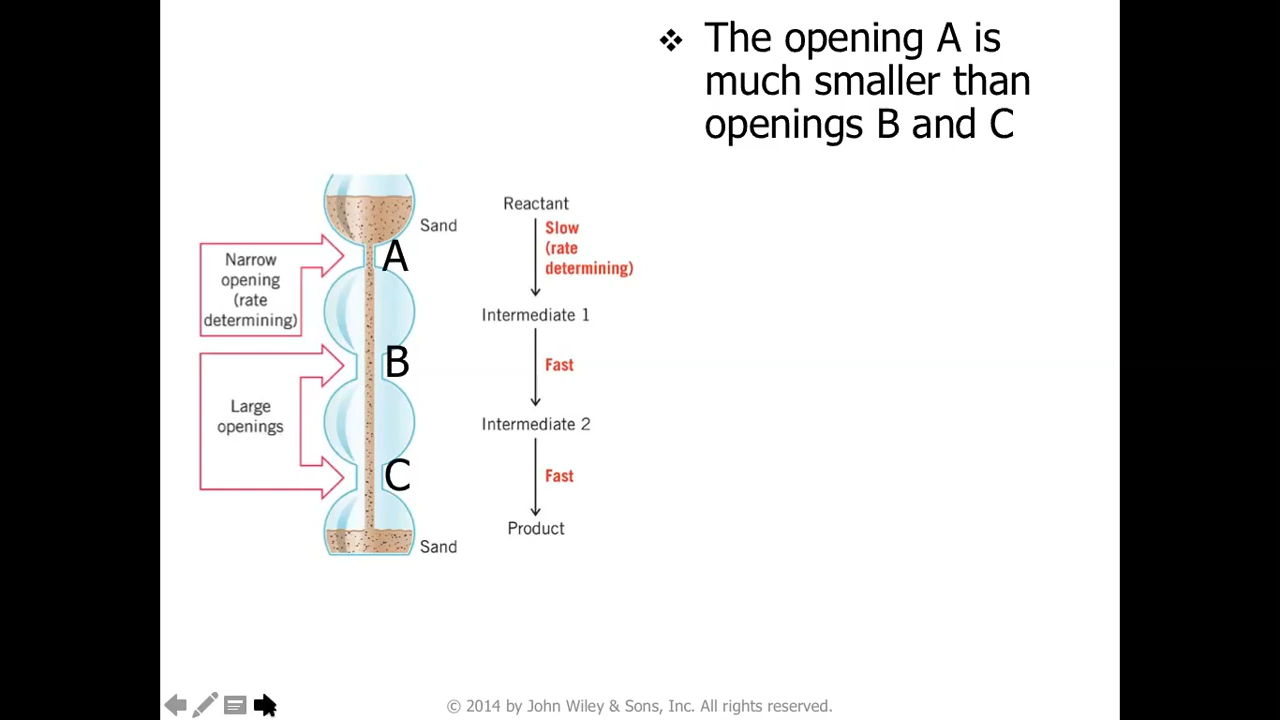 ❖ The opening A is
much smaller than
openings B and C
Sand
A
Narrow
opening
(rate
determining)
B
Large
openings
C
Sand
Reactant
Slow
(rate
determining)
Intermediate 1
Fast
Intermediate 2
Fast
Product
© 2014 by John Wiley & Sons, Inc. All rights reserved.